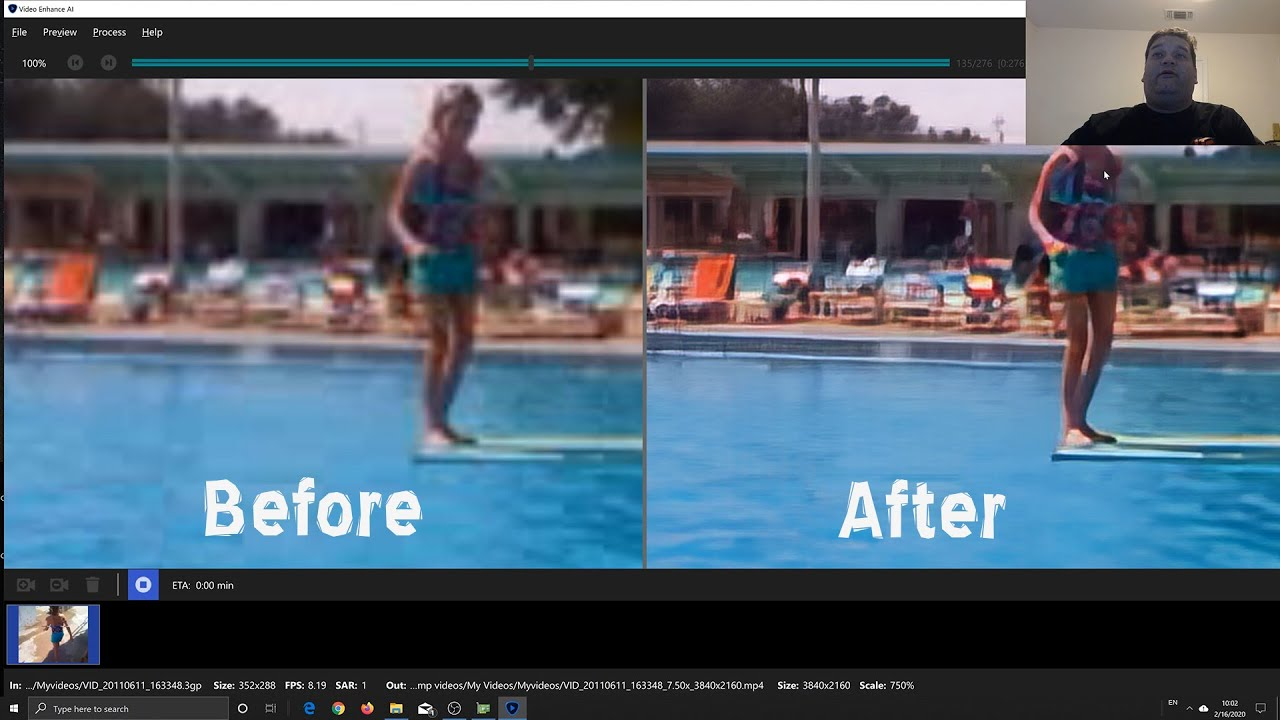 Video Enhance AI
File Preview Process Help
100% 135/276 (0:276
Before After
ETA: 0:00 min
In: .../Myvideos/VID_20110611_163348.3gp Size: 352x288 FPS: 8.19 SAR: 1 Out: ...mp videos/My Videos/Myvideos/VID_20110611_163348_7.50x_3840x2160.mp4 Size: 3840x2160 Scale: 750%
Type here to search
EN
10:02
2/16/2020